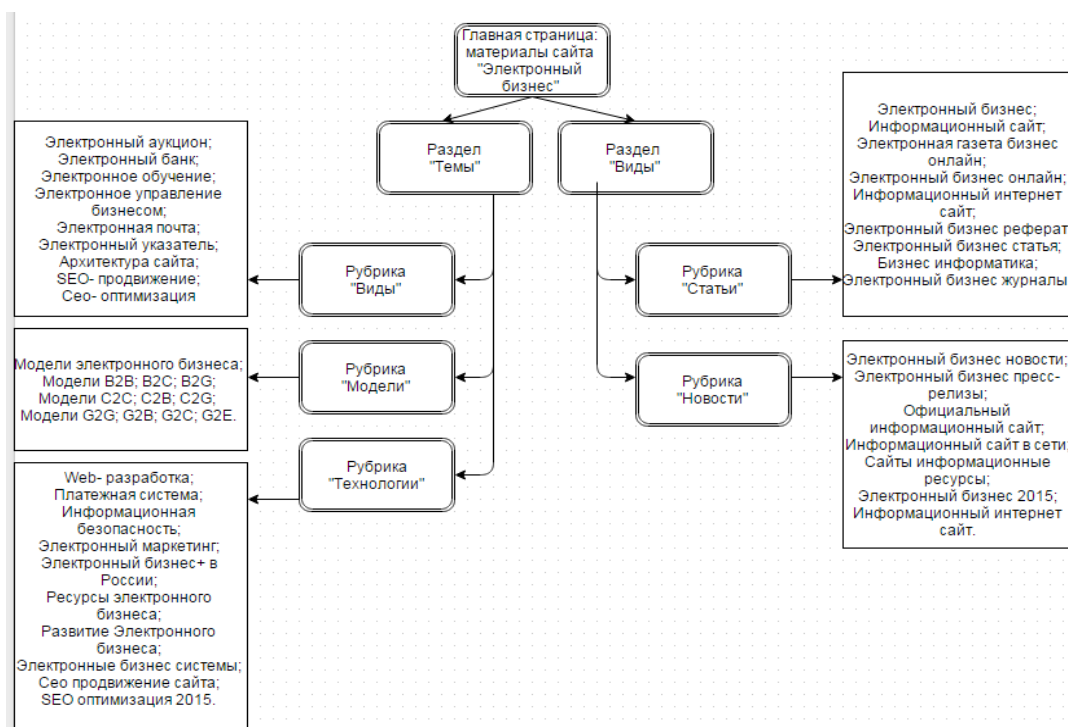 Главная страница:
материалы сайта
"Электронный
бизнес"
Раздел
"Темы"
Раздел
"Виды"
Электронный аукцион;
Электронный банк;
Электронное обучение;
Электронное управление
бизнесом;
Электронная почта;
Электронный указатель;
Архитектура сайта;
SEO- продвижение;
Сео- оптимизация
Рубрика
"Виды"
Рубрика
"Статьи"
Электронный бизнес;
Информационный сайт;
Электронная газета бизнес
онлайн;
Электронный бизнес онлайн;
Информационный интернет
сайт;
Электронный бизнес реферат
Электронный бизнес статья;
Бизнес информатика;
Электронный бизнес журналы
Модели электронного бизнеса;
Модели B2B; B2C; B2G;
Модели C2C; C2B; C2G;
Модели G2G; G2B; G2C; G2E.
Рубрика
"Модели"
Рубрика
"Новости"
Электронный бизнес новости;
Электронный бизнес пресс-
релизы;
Официальный
информационный сайт;
Информационный сайт в сети;
Сайты информационные
ресурсы;
Электронный бизнес 2015;
Информационный интернет
сайт.
Рубрика
"Технологии"
Web- разработка;
Платежная система;
Информационная
безопасность;
Электронный маркетинг;
Электронный бизнес+ в
России;
Ресурсы электронного
бизнеса;
Развитие Электронного
бизнеса;
Электронные бизнес системы;
Сео продвижение сайта;
SEO оптимизация 2015.